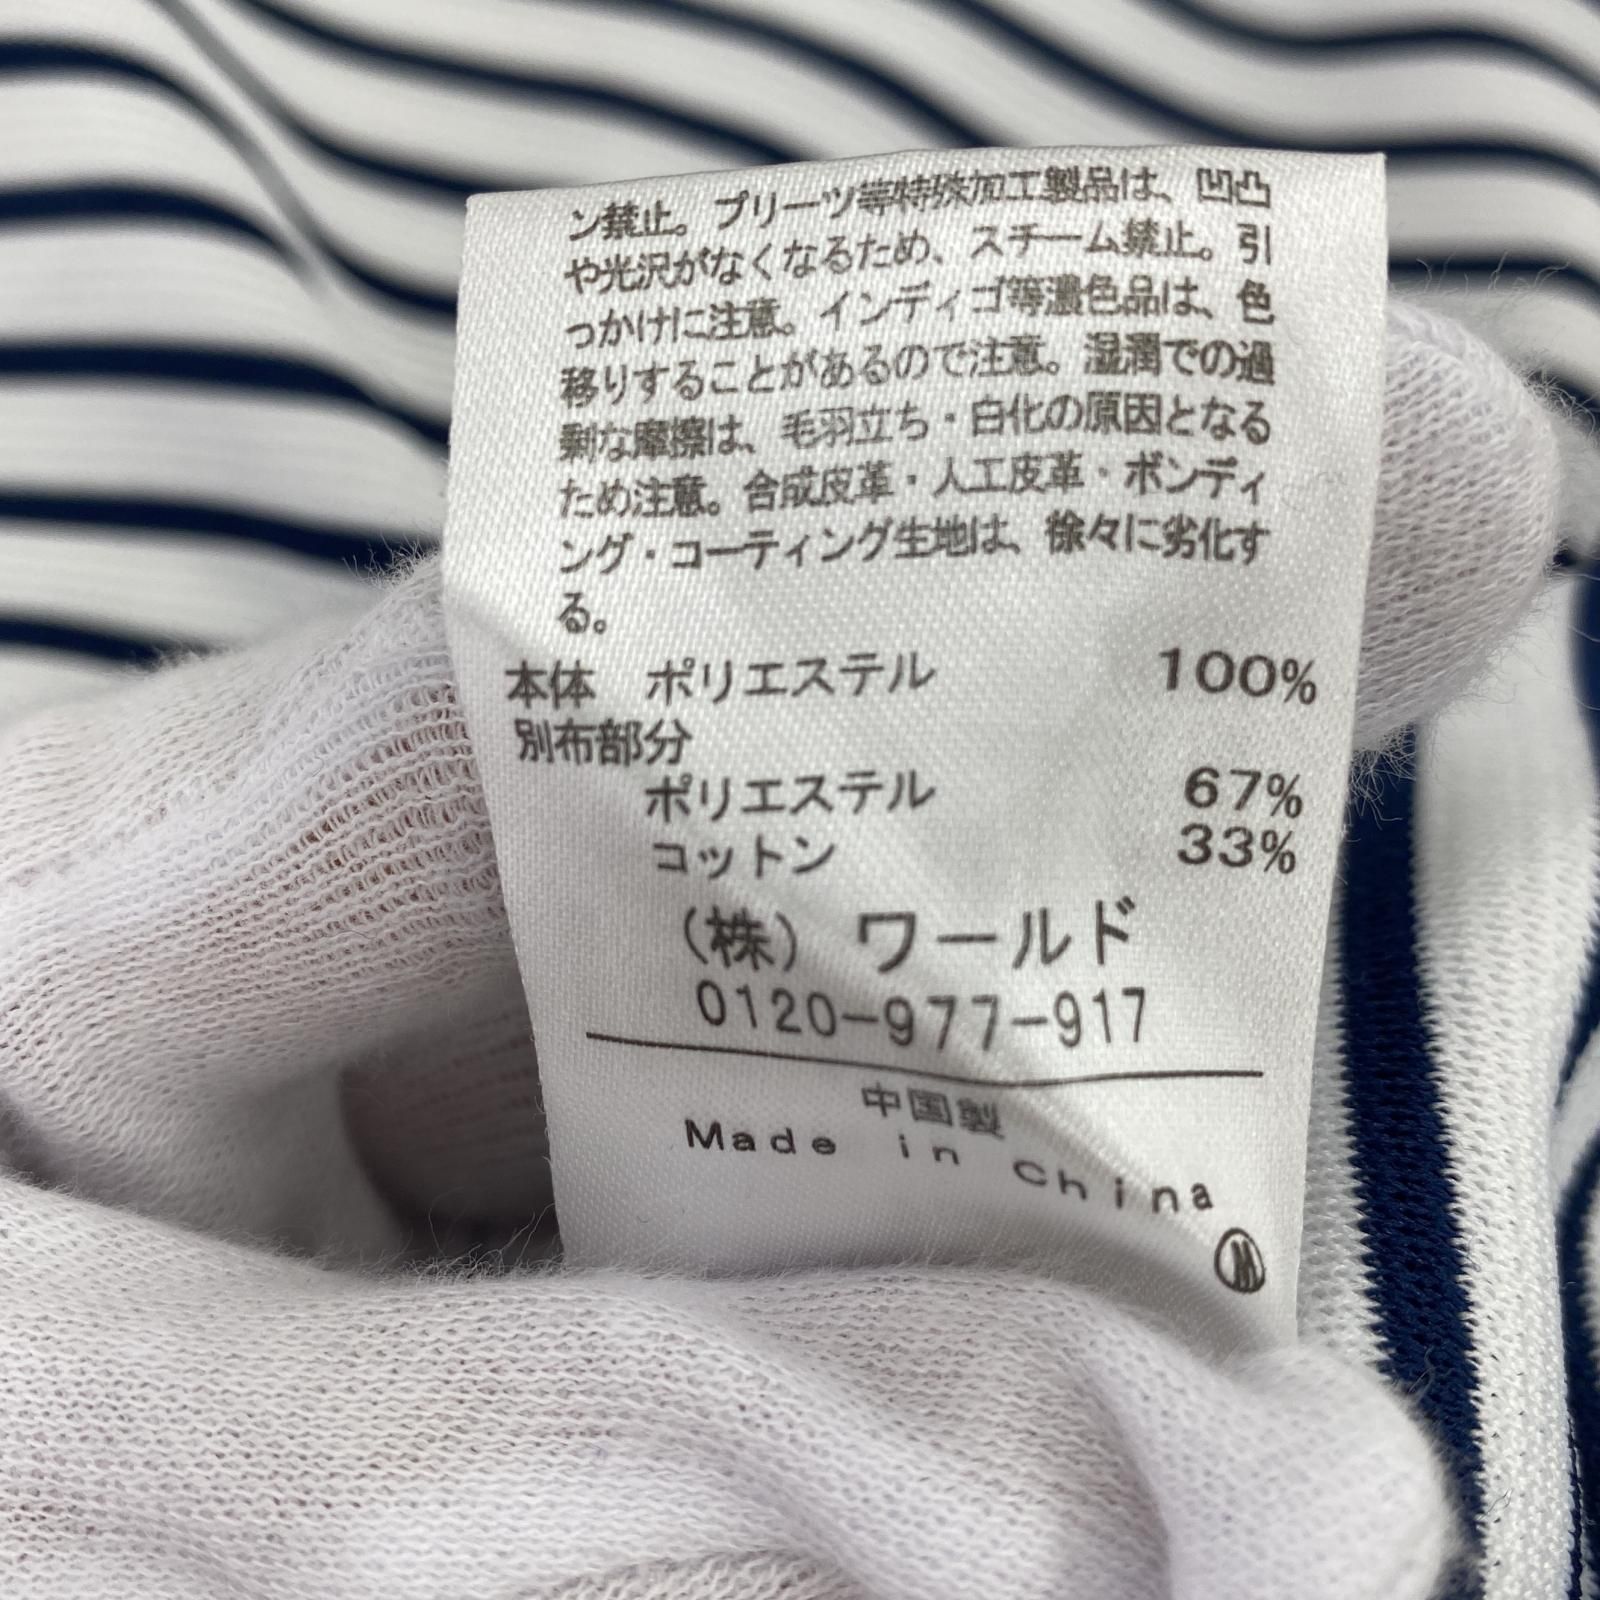 ン禁止。プリーツ等特殊加工製品は、凹凸
や光沢がなくなるため、スチーム禁止。引
っかけに注意。インディゴ等濃色品は、色
移りすることがあるので注意。湿潤での過
剰な摩擦は、毛羽立ち・白化の原因となる
ため注意。合成皮革・人工皮革・ボンディ
ング・コーティング生地は、徐々に劣化す
る。
本体 ポリエステル 100%
別布部分
ポリエステル 67%
コットン 33%
(株) ワールド
0120-977-917
中国製
Made in China
M